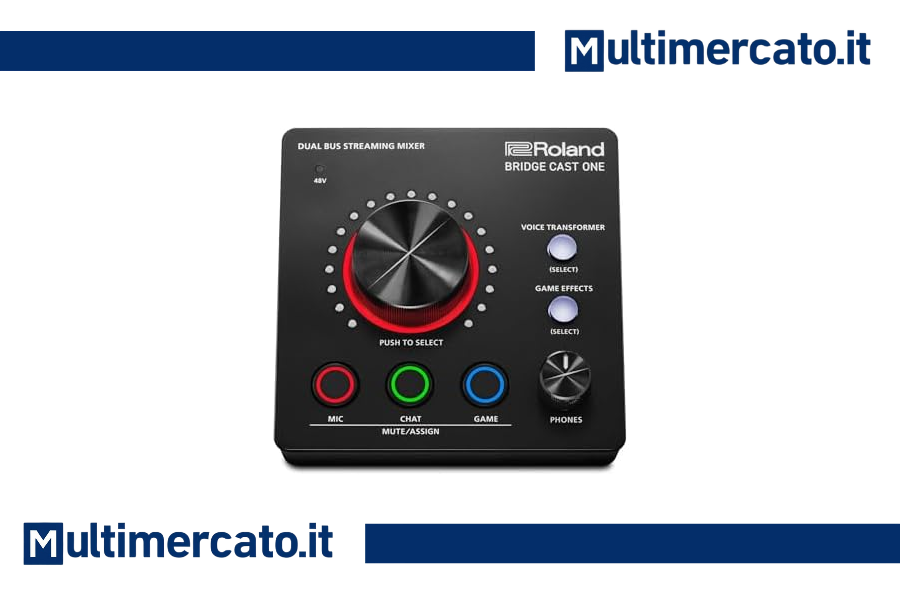 Multimercato.it
DUAL BUS STREAMING MIXER
Roland
BRIDGE CAST ONE
48V
VOICE TRANSFORMER
(SELECT)
GAME EFFECTS
(SELECT)
PUSH TO SELECT
MIC
CHAT
GAME
PHONES
MUTE/ASSIGN
Multimercato.it